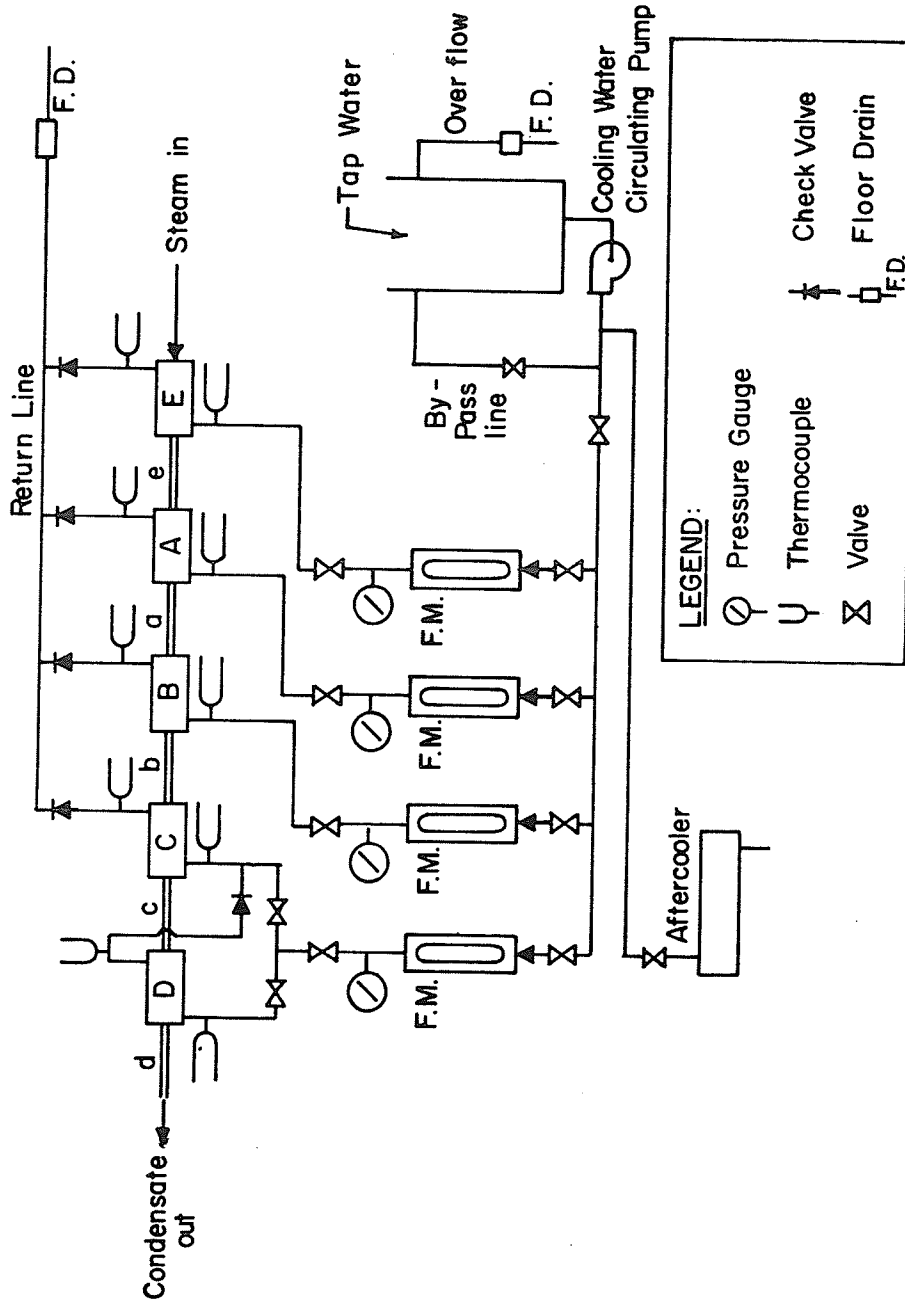 Return Line
F. D.
Steam in
E
e
A
a
B
b
C
c
D
d
Condensate
out
Tap Water
Over flow
F. D.
By -
Pass
line
Cooling Water
Circulating Pump
F.M.
F.M.
F.M.
F.M.
Aftercooler
LEGEND:
Pressure Gauge
Thermocouple
Valve
Check Valve
Floor Drain
F.D.